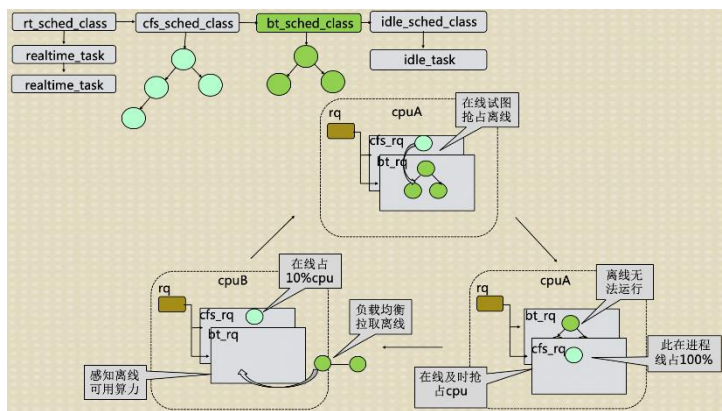 rt_sched_class
cfs_sched_class
bt_sched_class
idle_sched_class
realtime_task
realtime_task
idle_task
cpuA
rq
cfs_rq
bt_rq
在线试图
抢占离线
cpuB
rq
cfs_rq
bt_rq
在线占
10%cpu
负载均衡
拉取离线
感知离线
可用算力
cpuA
rq
bt_rq
cfs_rq
离线无
法运行
此在进程
线占100%
在线及时抢
占cpu